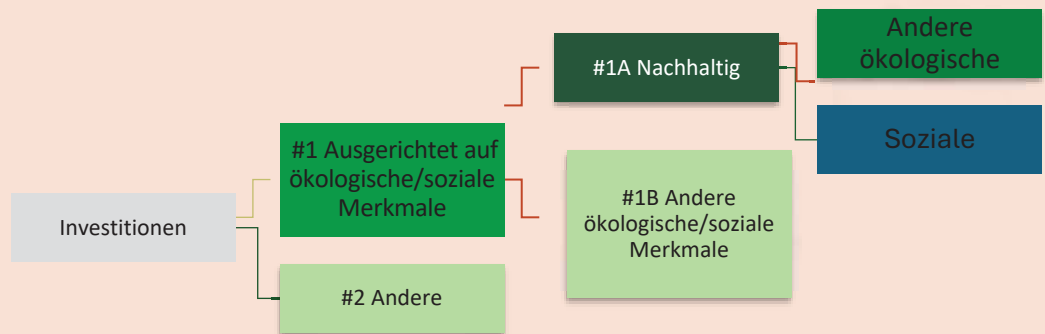 Investitionen
#1 Ausgerichtet auf
ökologische/soziale
Merkmale
#2 Andere
#1A Nachhaltig
#1B Andere
ökologische/soziale
Merkmale
Andere
ökologische
Soziale